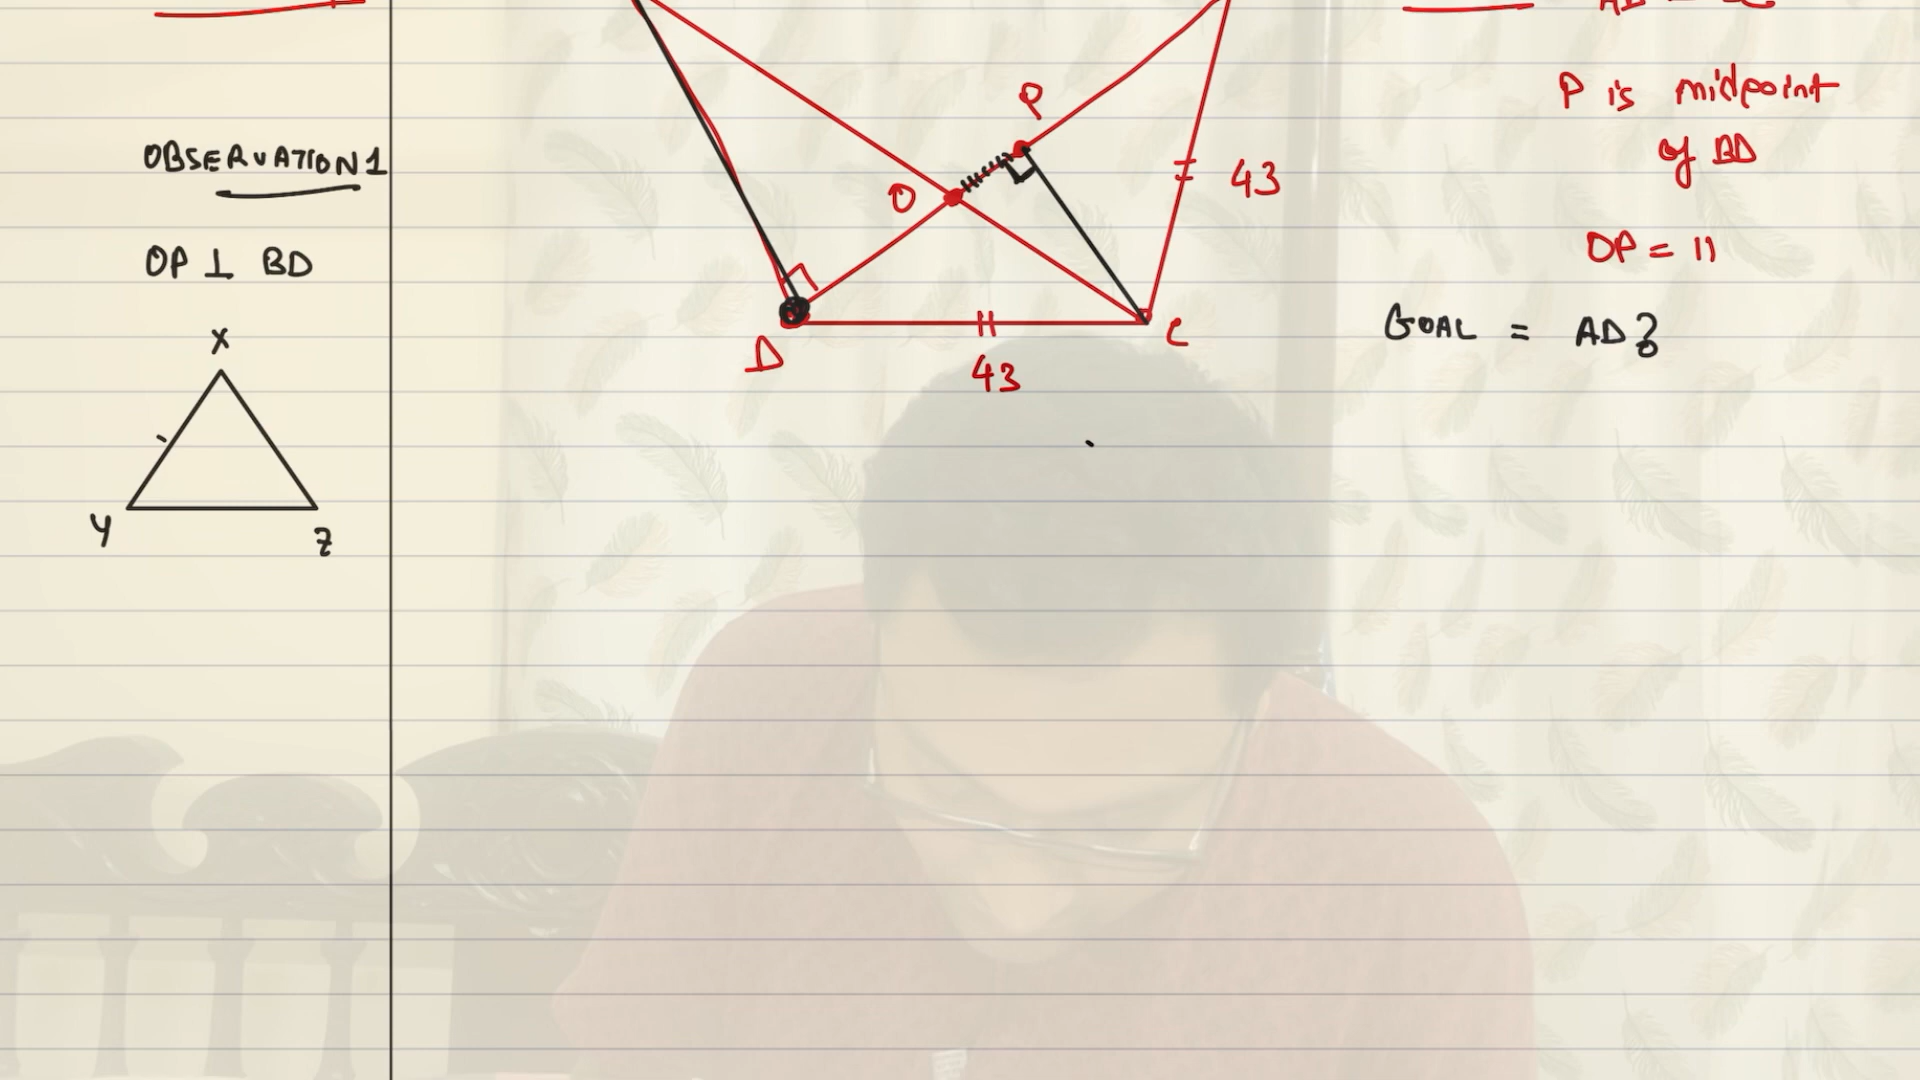 OBSERVATION 1
OP ⊥ BD
X
Y
Z
P
O
43
D
C
43
P is midpoint
of BD
OP = 11
GOAL = AD?